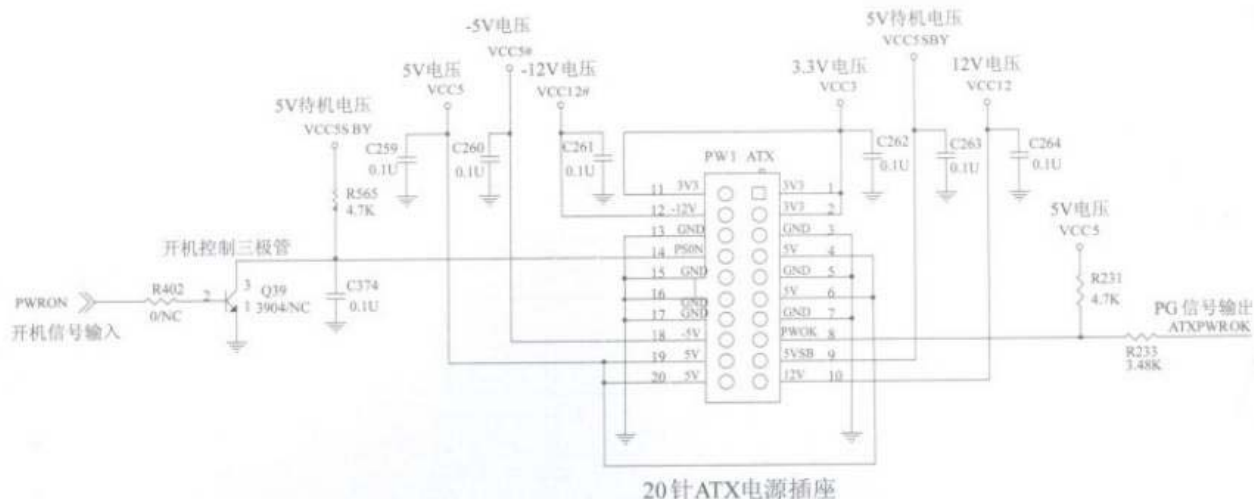 -5V电压
VCC5#
5V待机电压
VCC5SBY
5V电压
VCC5
-12V电压
VCC12#
3.3V电压
VCC3
12V电压
VCC12
5V待机电压
VCC5SBY
C259
0.1U
C260
0.1U
C261
0.1U
C262
0.1U
C263
0.1U
C264
0.1U
PW1 ATX
R565
4.7K
11 3V3
3V3 1
12 -12V
3V3 2
13 GND
GND 3
14 PS0N
5V 4
15 GND
GND 5
16 GND
5V 6
17 GND
GND 7
18 -5V
PWOK 8
19 5V
5VSB 9
20 5V
12V 10
5V电压
VCC5
R231
4.7K
开机控制三极管
PWRON
开机信号输入
R402
0/NC
2
3
1
Q39
3904/NC
C374
0.1U
PG信号输出
ATXPWROK
R233
3.48K
20针ATX电源插座